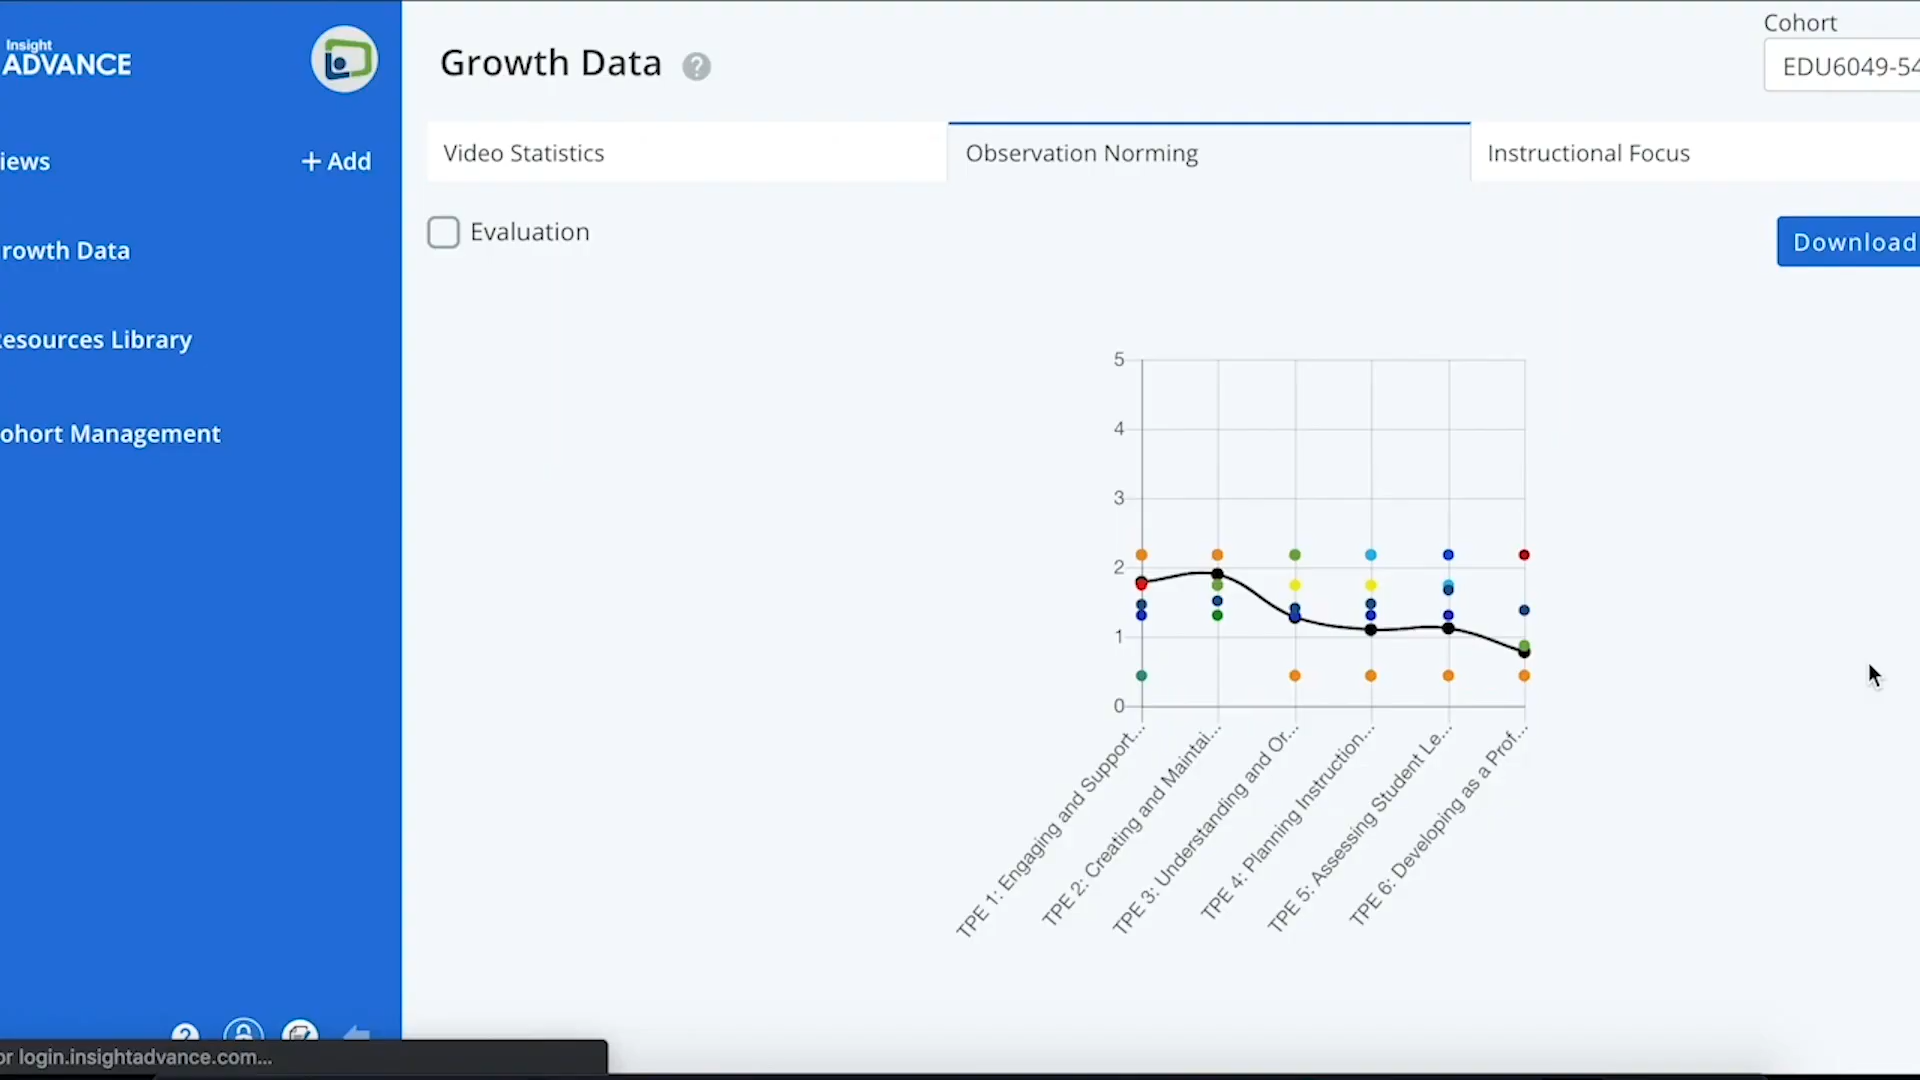 Insight
ADVANCE
iews
+ Add
rowth Data
esources Library
ohort Management
or login.insightadvance.com...
Growth Data ?
Cohort
EDU6049-54
Video Statistics
Observation Norming
Instructional Focus
Evaluation
Download
5
4
3
2
1
0
TPE 1: Engaging and Support...
TPE 2: Creating and Maintai...
TPE 3: Understanding and Or...
TPE 4: Planning Instruction...
TPE 5: Assessing Student Le...
TPE 6: Developing as a Prof...